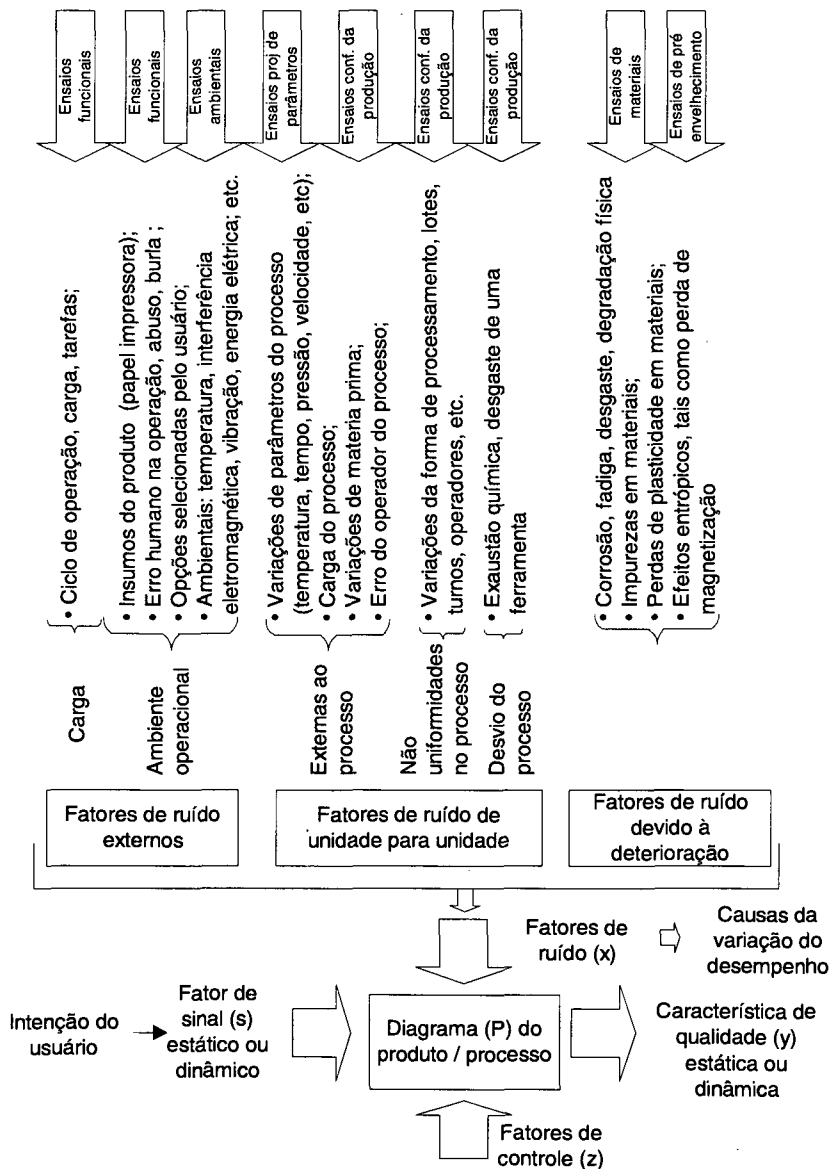 Ensaios
funcionais
Ensaios
funcionais
Ensaios
ambientais
Ensaios proj de
parâmetros
Ensaios conf. da
produção
Ensaios conf. da
produção
Ensaios conf. da
produção
Ensaios de
materiais
Ensaios de pré
envelhecimento
• Ciclo de operação, carga, tarefas;
• Insumos do produto (papel impressora);
• Erro humano na operação, abuso, burla ;
• Opções selecionadas pelo usuário;
• Ambientais: temperatura, interferência
eletromagnética, vibração, energia elétrica; etc.
• Variações de parâmetros do processo
(temperatura, tempo, pressão, velocidade, etc);
• Carga do processo;
• Variações de materia prima;
• Erro do operador do processo;
• Variações da forma de processamento, lotes,
turnos, operadores, etc.
• Exaustão química, desgaste de uma
ferramenta
• Corrosão, fadiga, desgaste, degradação física
• Impurezas em materiais;
• Perdas de plasticidade em materiais;
• Efeitos entrópicos, tais como perda de
magnetização
Carga
Ambiente
operacional
Externas ao
processo
Não
uniformidades
no processo
Desvio do
processo
Fatores de ruído
externos
Fatores de ruído de
unidade para unidade
Fatores de ruído
devido à
deterioração
Fatores de
ruído (x)
Causas da
variação do
desempenho
Intenção do
usuário
Fator de
sinal (s)
estático ou
dinâmico
Diagrama (P) do
produto / processo
Característica de
qualidade (y)
estática ou
dinâmica
Fatores de
controle (z)